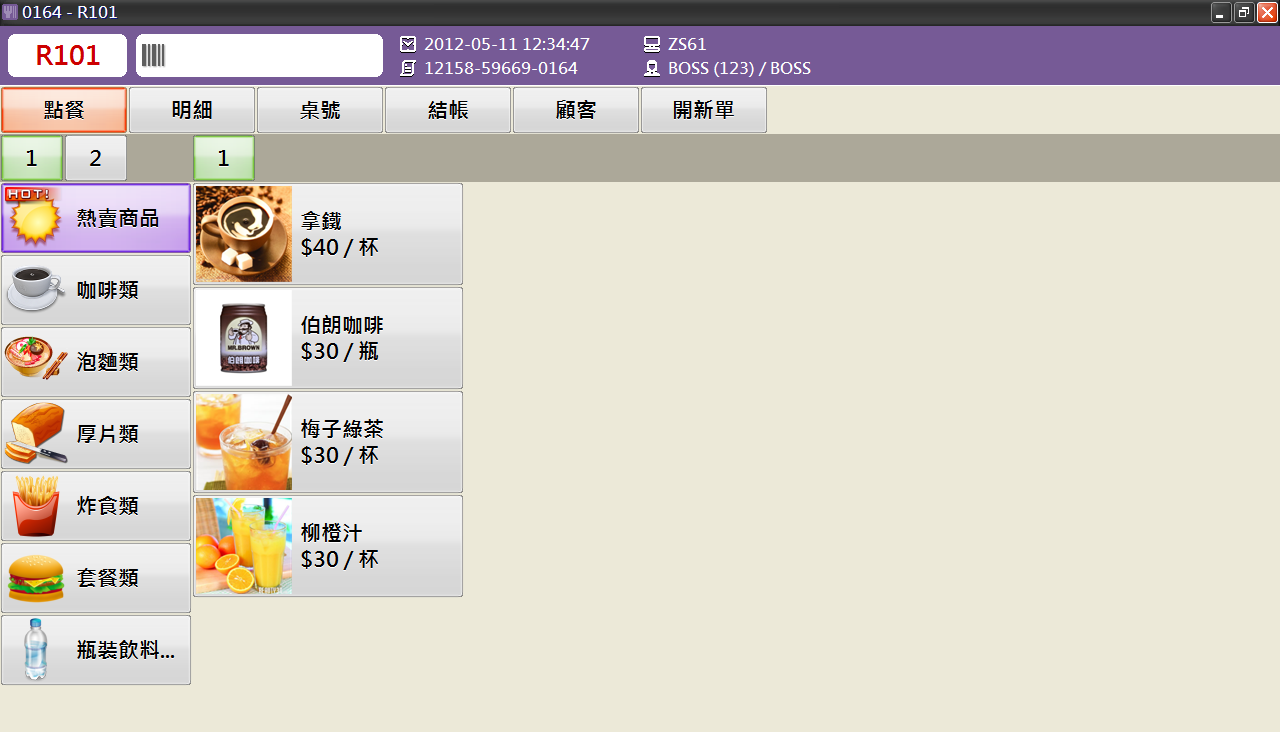 0164 - R101
R101
2012-05-11 12:34:47
ZS61
12158-59669-0164
BOSS (123) / BOSS
點餐 明細 桌號 結帳 顧客 開新單
1 2 1
HOT!
熱賣商品
咖啡類
泡麵類
厚片類
炸食類
套餐類
瓶裝飲料...
拿鐵
$40 / 杯
MR.BROWN
伯朗咖啡
伯朗咖啡
$30 / 瓶
梅子綠茶
$30 / 杯
柳橙汁
$30 / 杯